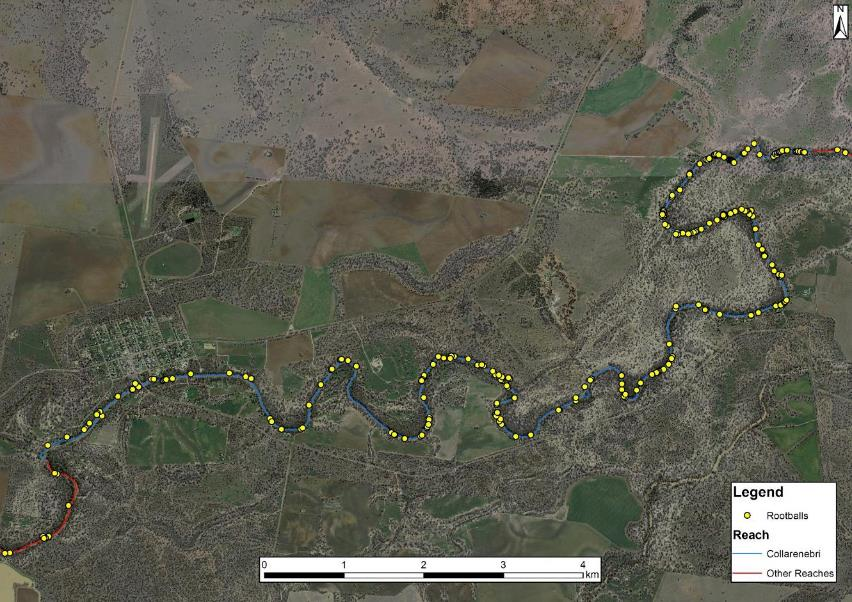 N
Legend
Rootballs
Reach
Collarenebri
Other Reaches
0 1 2 3 4
km